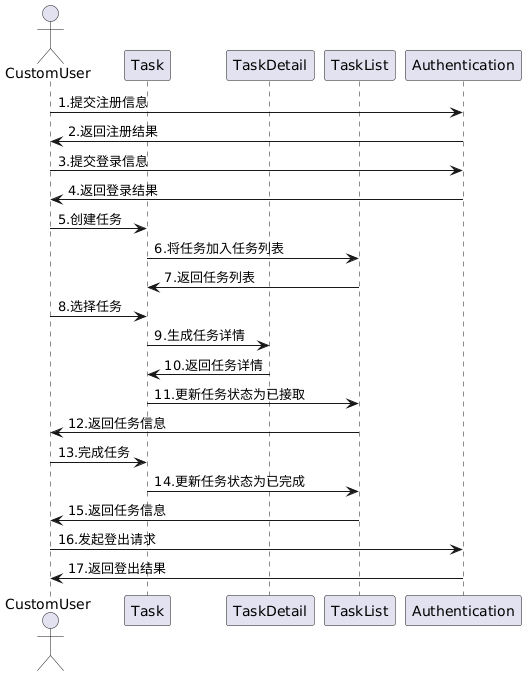 CustomUser
Task
TaskDetail
TaskList
Authentication
1.提交注册信息
2.返回注册结果
3.提交登录信息
4.返回登录结果
5.创建任务
6.将任务加入任务列表
7.返回任务列表
8.选择任务
9.生成任务详情
10.返回任务详情
11.更新任务状态为已接取
12.返回任务信息
13.完成任务
14.更新任务状态为已完成
15.返回任务信息
16.发起登出请求
17.返回登出结果
CustomUser
Task
TaskDetail
TaskList
Authentication